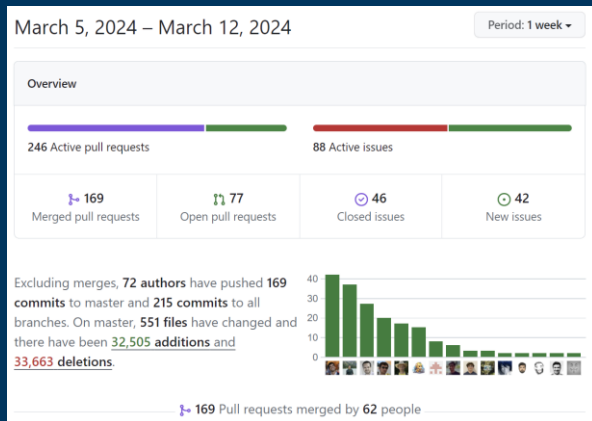 March 5, 2024 – March 12, 2024
Period: 1 week
Overview
246 Active pull requests
88 Active issues
169
Merged pull requests
77
Open pull requests
46
Closed issues
42
New issues
Excluding merges, 72 authors have pushed 169
commits to master and 215 commits to all
branches. On master, 551 files have changed and
there have been 32,505 additions and
33,663 deletions.
40
30
20
10
0
169 Pull requests merged by 62 people